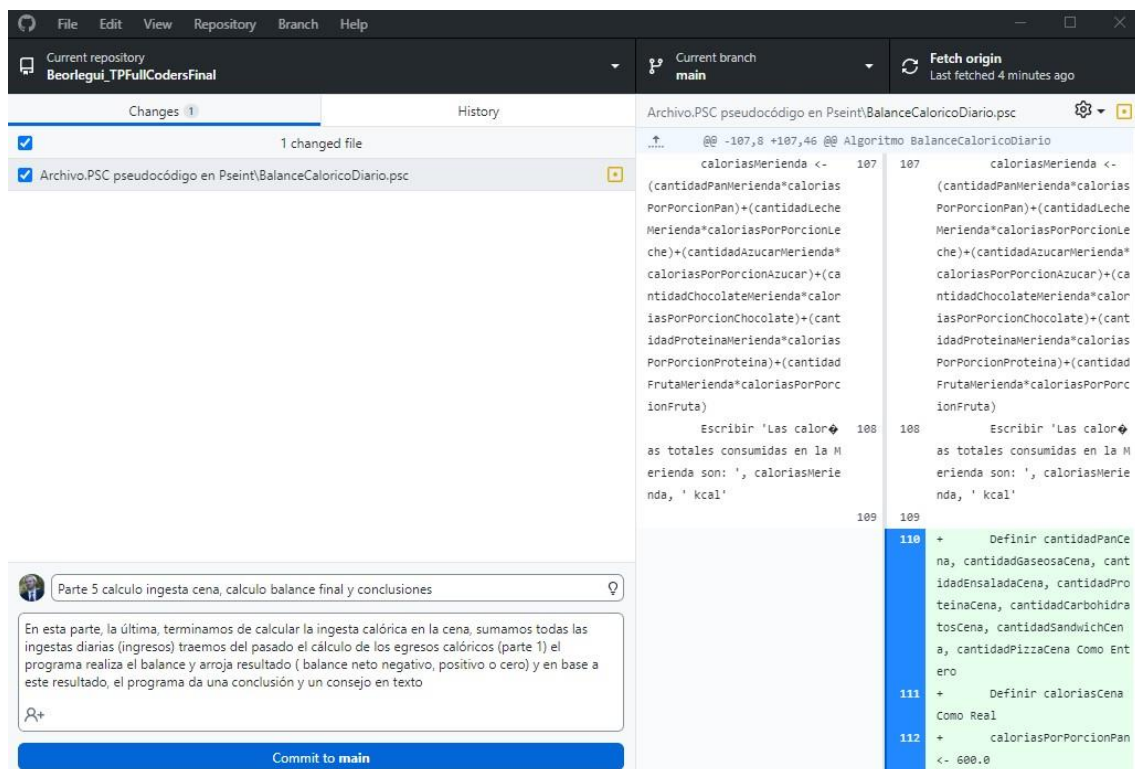 File Edit View Repository Branch Help
Current repository
Beorlegui_TPFullCodersFinal
Current branch
main
Fetch origin
Last fetched 4 minutes ago
Changes 1
History
1 changed file
Archivo.PSC pseudocódigo en Pseint\BalanceCaloricoDiario.psc
Parte 5 calculo ingesta cena, calculo balance final y conclusiones
En esta parte, la última, terminamos de calcular la ingesta calórica en la cena, sumamos todas las
ingestas diarias (ingresos) traemos del pasado el cálculo de los egresos calóricos (parte 1) el
programa realiza el balance y arroja resultado ( balance neto negativo, positivo o cero) y en base a
este resultado, el programa da una conclusión y un consejo en texto
Commit to main
Archivo.PSC pseudocódigo en Pseint\BalanceCaloricoDiario.psc
@@ -107,8 +107,46 @@ Algoritmo BalanceCaloricoDiario
caloriasMerienda <-
(cantidadPanMerienda*calorias
PorPorcionPan)+(cantidadLeche
Merienda*caloriasPorPorcionLe
che)+(cantidadAzucarMerienda*
caloriasPorPorcionAzucar)+(ca
ntidadChocolateMerienda*calor
iasPorPorcionChocolate)+(cant
idadProteinaMerienda*calorias
PorPorcionProteina)+(cantidad
FrutaMerienda*caloriasPorPorc
ionFruta)
Escribir 'Las calor�
as totales consumidas en la M
erienda son: ', caloriasMerie
nda, ' kcal'
107
108
109
107 caloriasMerienda <-
(cantidadPanMerienda*calorias
PorPorcionPan)+(cantidadLeche
Merienda*caloriasPorPorcionLe
che)+(cantidadAzucarMerienda*
caloriasPorPorcionAzucar)+(ca
ntidadChocolateMerienda*calor
iasPorPorcionChocolate)+(cant
idadProteinaMerienda*calorias
PorPorcionProteina)+(cantidad
FrutaMerienda*caloriasPorPorc
ionFruta)
108 Escribir 'Las calor�
as totales consumidas en la M
erienda son: ', caloriasMerie
nda, ' kcal'
109
110 + Definir cantidadPanCe
na, cantidadGaseosaCena, cant
idadEnsaladaCena, cantidadPro
teinaCena, cantidadCarbohidra
tosCena, cantidadSandwichCen
a, cantidadPizzaCena Como Ent
ero
111 + Definir caloriasCena
Como Real
112 + caloriasPorPorcionPan
<- 600.0